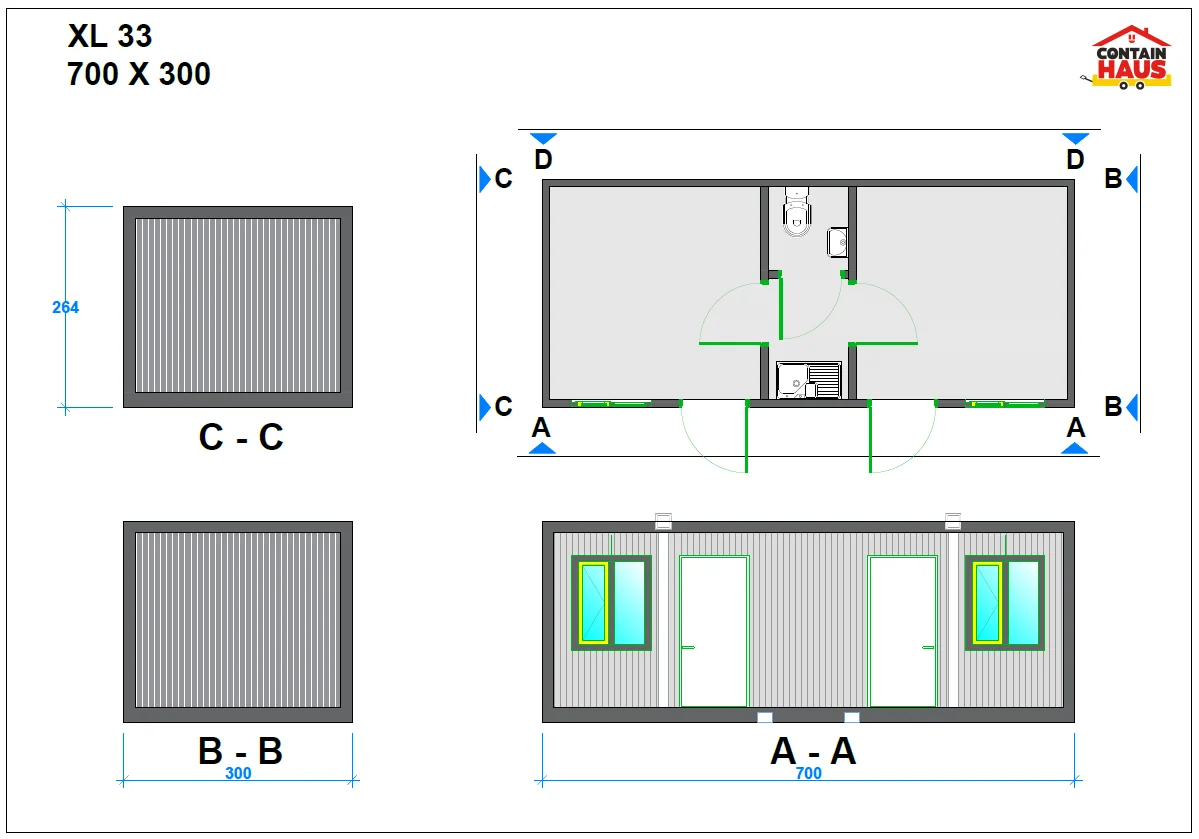 XL 33
700 X 300
CONTAIN
HAUS
D
D
C
C
B
B
A
A
264
C - C
B - B
300
A - A
700